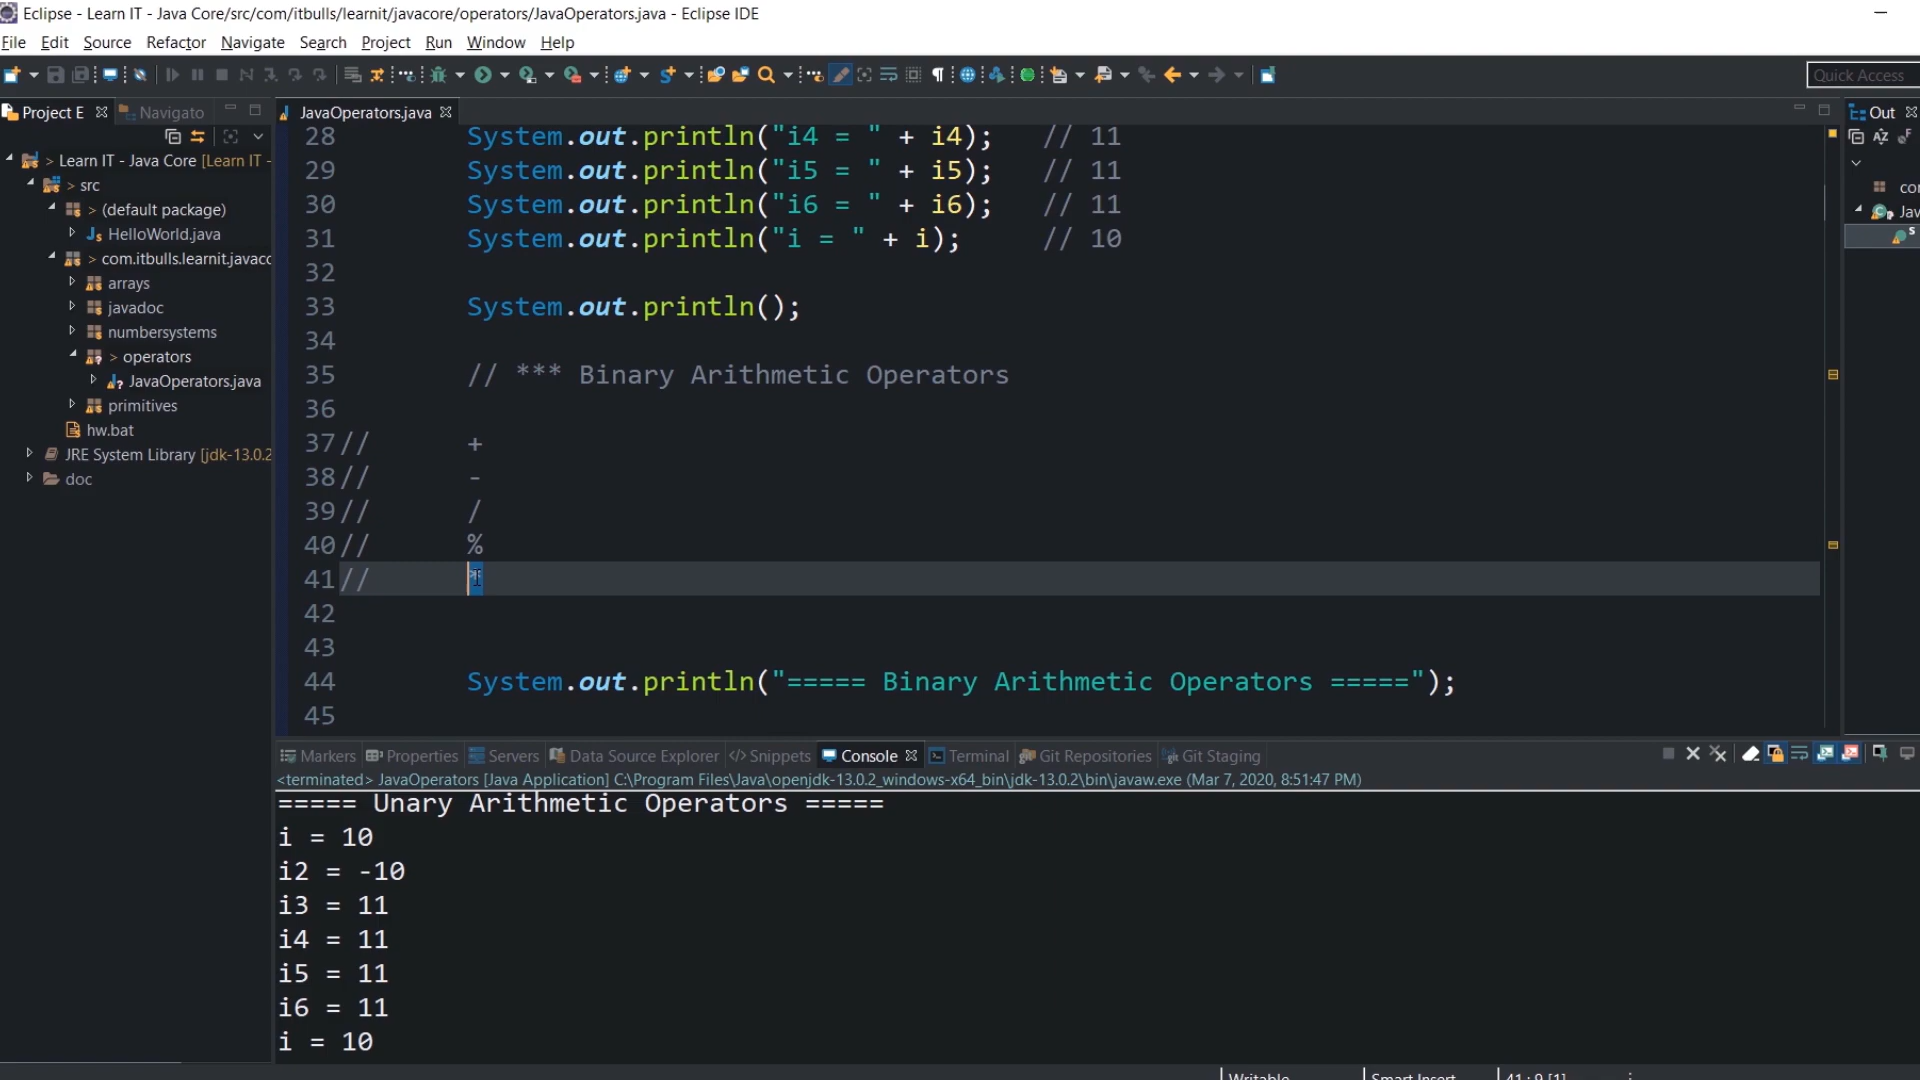 Eclipse - Learn IT - Java Core/src/com/itbulls/learnit/javacore/operators/JavaOperators.java - Eclipse IDE
File Edit Source Refactor Navigate Search Project Run Window Help
Quick Access
Project E
Navigato
JavaOperators.java
Out
> Learn IT - Java Core [Learn IT -
> src
> (default package)
HelloWorld.java
> com.itbulls.learnit.javaco
arrays
javadoc
numbersystems
> operators
JavaOperators.java
primitives
hw.bat
JRE System Library [jdk-13.0.2
doc
28 System.out.println("i4 = " + i4); // 11
29 System.out.println("i5 = " + i5); // 11
30 System.out.println("i6 = " + i6); // 11
31 System.out.println("i = " + i); // 10
32
33 System.out.println();
34
35 // *** Binary Arithmetic Operators
36
37 // +
38 // -
39 // /
40 // %
41 // *
42
43
44 System.out.println("===== Binary Arithmetic Operators =====");
45
Jav
Markers Properties Servers Data Source Explorer Snippets Console Terminal Git Repositories Git Staging
<terminated> JavaOperators [Java Application] C:\Program Files\Java\openjdk-13.0.2_windows-x64_bin\jdk-13.0.2\bin\javaw.exe (Mar 7, 2020, 8:51:47 PM)
===== Unary Arithmetic Operators =====
i = 10
i2 = -10
i3 = 11
i4 = 11
i5 = 11
i6 = 11
i = 10
Writable Smart Insert 41 : 9 [1]